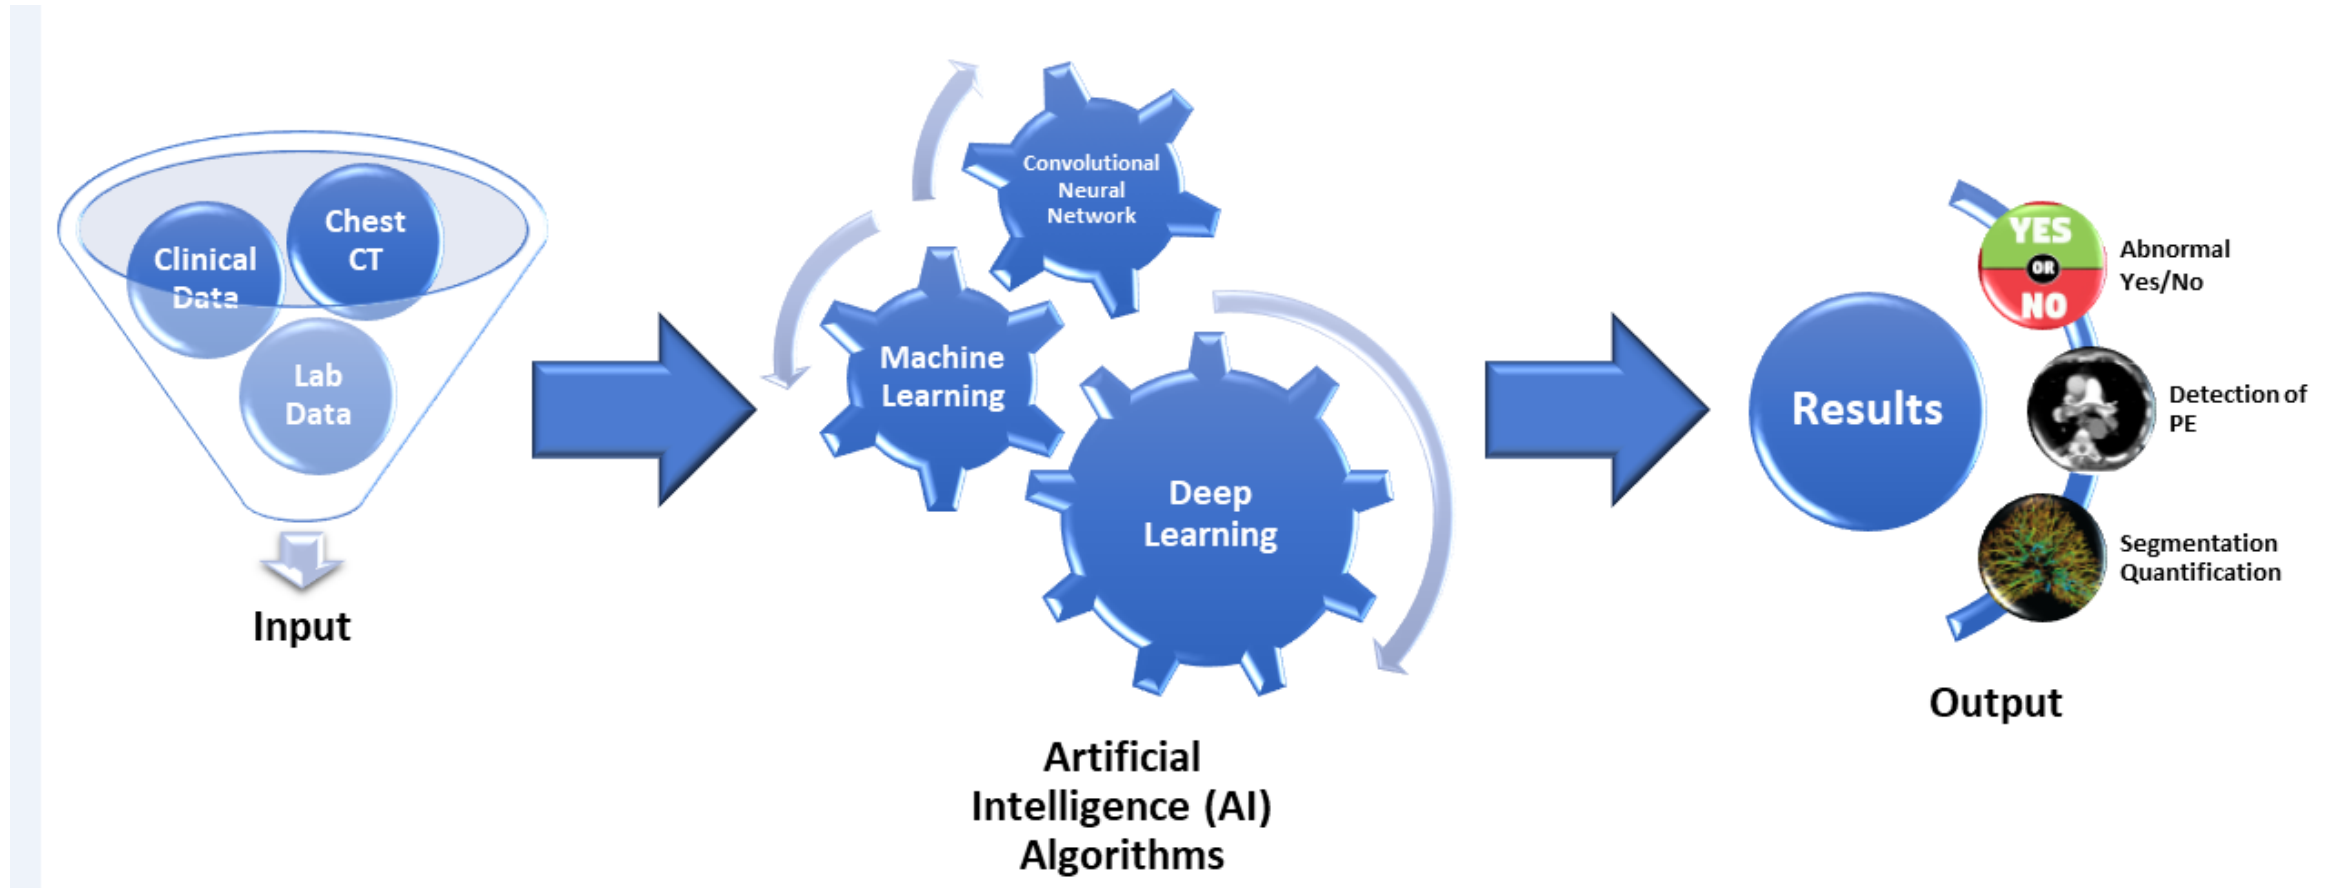 Clinical
Data
Chest
CT
Lab
Data
Input
Convolutional
Neural
Network
Machine
Learning
Deep
Learning
Artificial
Intelligence (AI)
Algorithms
Results
YES
OR
NO
Abnormal
Yes/No
Detection of
PE
Segmentation
Quantification
Output